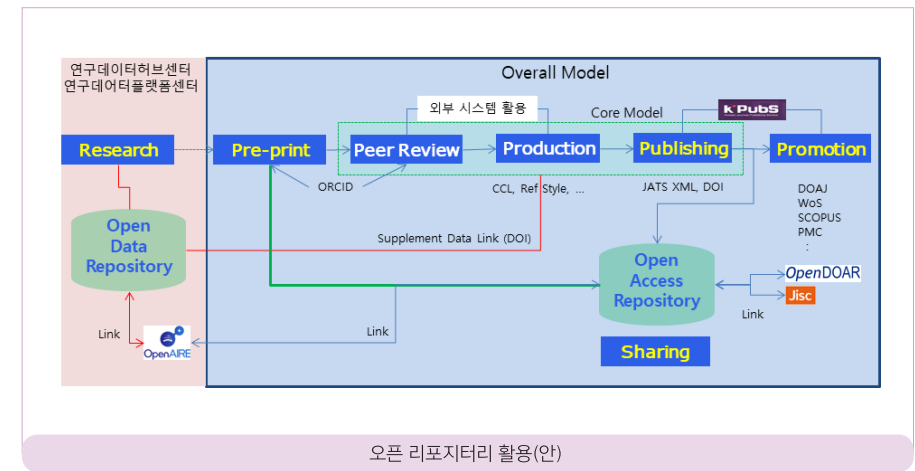 연구데이터허브센터
연구데어터플랫폼센터
Overall Model
외부 시스템 활용
Core Model
K PubS
Research
Pre-print
Peer Review
Production
Publishing
Promotion
ORCID
CCL, Ref Style, ...
JATS XML, DOI
DOAJ
WoS
SCOPUS
PMC
:
Open
Data
Repository
Supplement Data Link (DOI)
Open
Access
Repository
OpenDOAR
Jisc
Link
Link
Link
OpenAIRE
Sharing
오픈 리포지터리 활용(안)